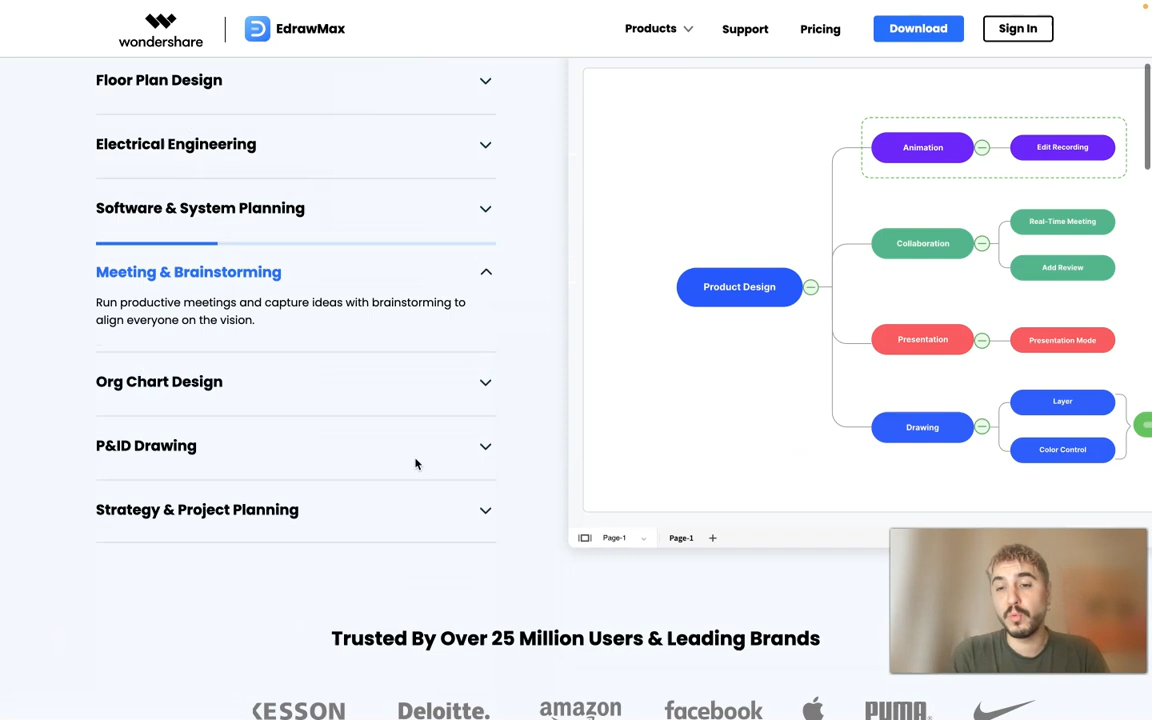 wondershare
EdrawMax
Products
Support
Pricing
Download
Sign In
Floor Plan Design
Electrical Engineering
Software & System Planning
Meeting & Brainstorming
Run productive meetings and capture ideas with brainstorming to
align everyone on the vision.
Org Chart Design
P&ID Drawing
Strategy & Project Planning
Product Design
Animation
Edit Recording
Collaboration
Real-Time Meeting
Add Review
Presentation
Presentation Mode
Drawing
Layer
Color Control
Page-1
Page-1 +
Trusted By Over 25 Million Users & Leading Brands
KESSON
Deloitte.
amazon
facebook
PUMA